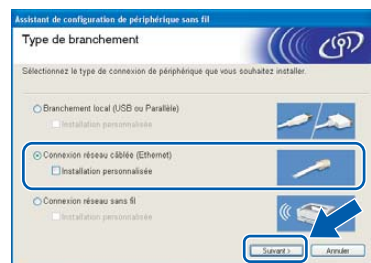 Assistant de configuration de périphérique sans fil
Type de branchement
Sélectionnez le type de connexion de périphérique que vous souhaitez installer.
Branchement local (USB ou Parallèle)
Installation personnalisée
Connexion réseau câblée (Ethernet)
Installation personnalisée
Connexion réseau sans fil
Installation personnalisée
Suivant >
Annuler